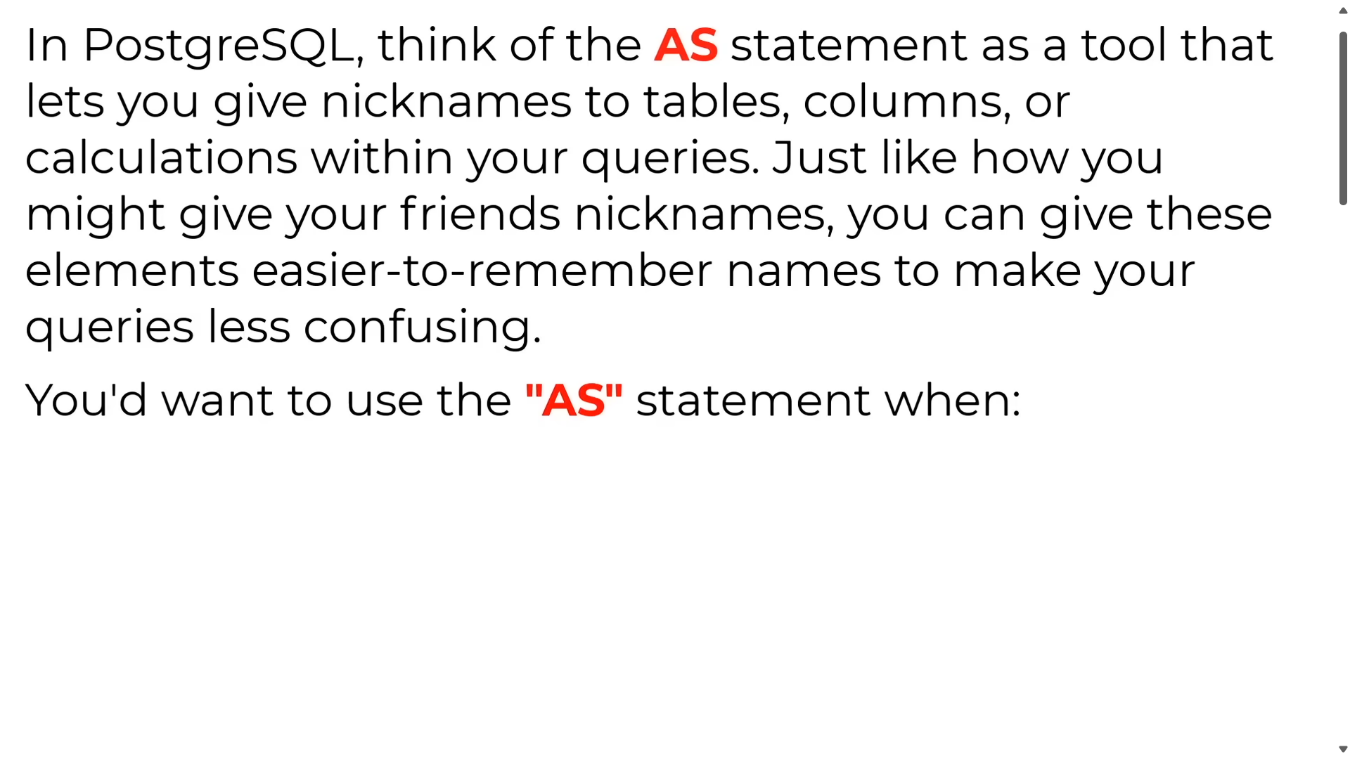 In PostgreSQL, think of the AS statement as a tool that
lets you give nicknames to tables, columns, or
calculations within your queries. Just like how you
might give your friends nicknames, you can give these
elements easier-to-remember names to make your
queries less confusing.
You'd want to use the "AS" statement when: